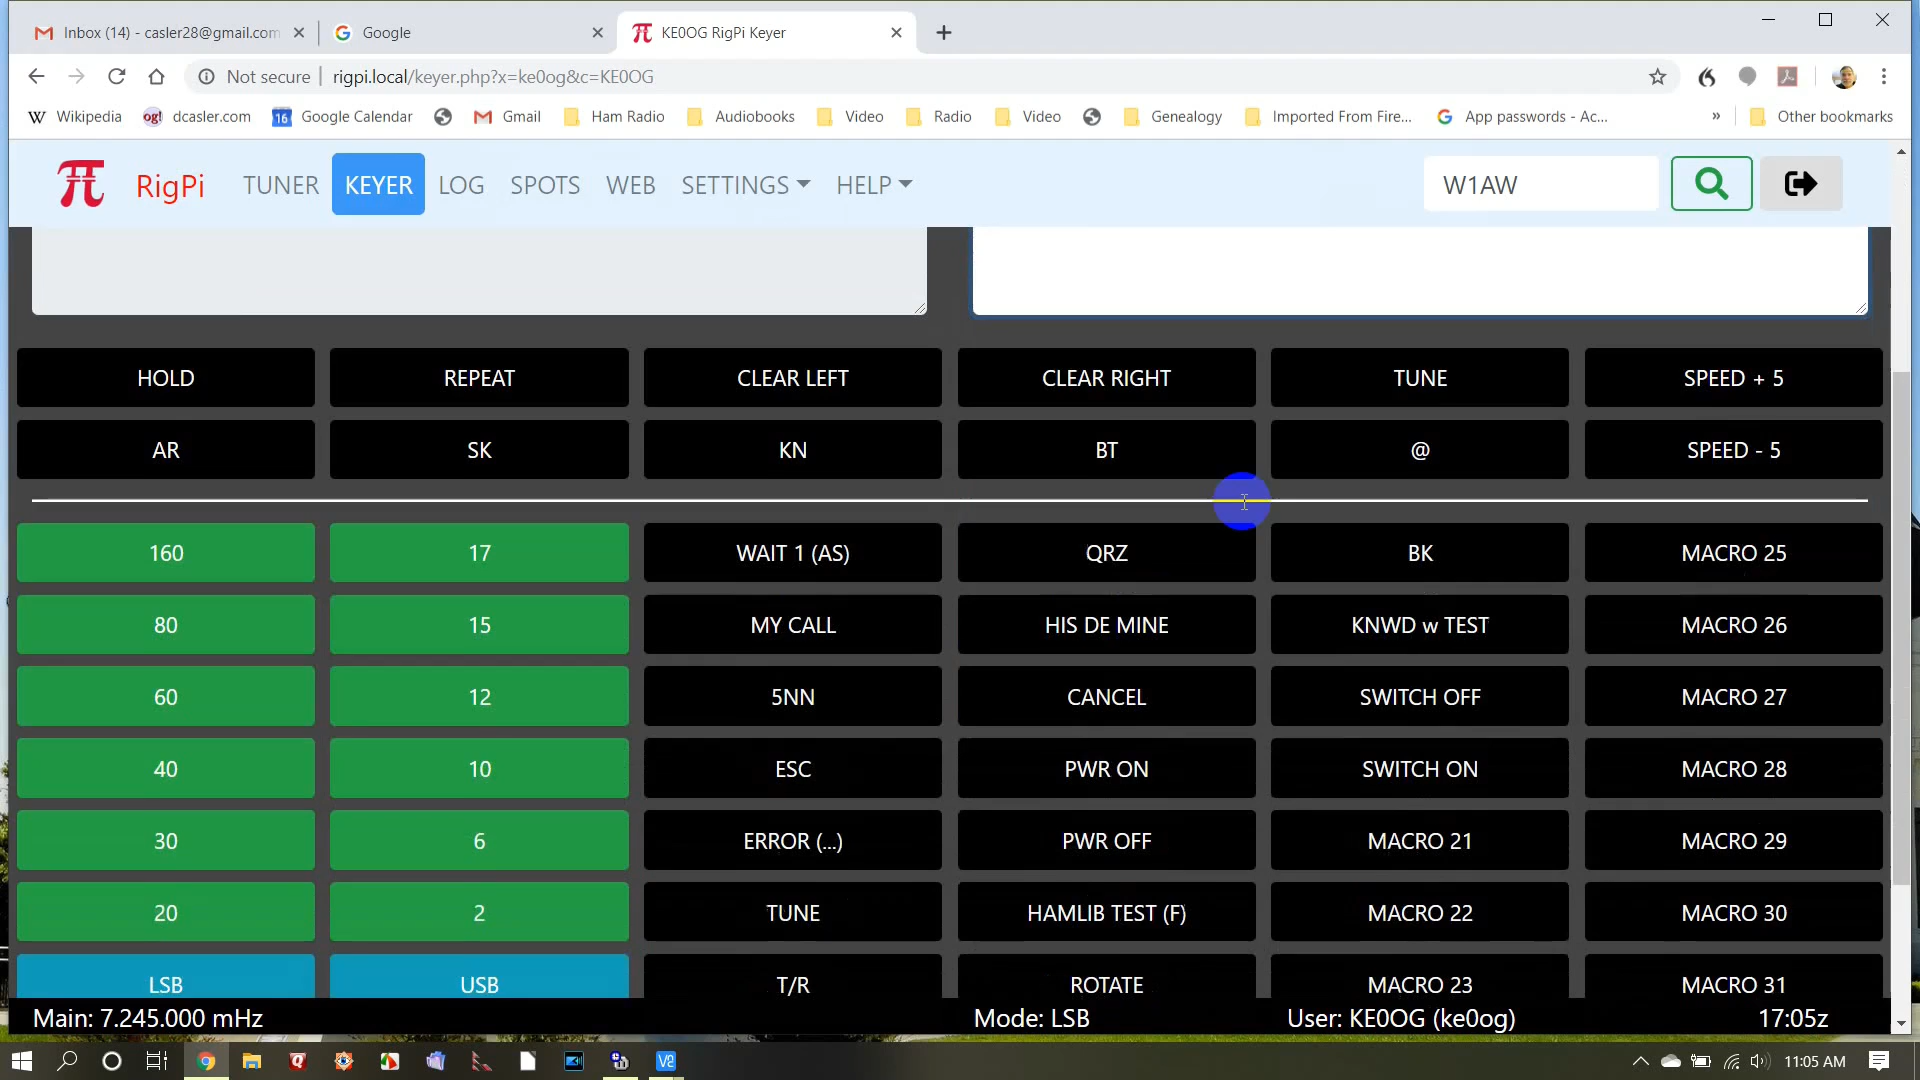 Inbox (14) - casler28@gmail.com
Google
KE0OG RigPi Keyer
Not secure | rigpi.local/keyer.php?x=ke0og&c=KE0OG
W Wikipedia
og! dcasler.com
16 Google Calendar
Gmail
Ham Radio
Audiobooks
Video
Radio
Video
Genealogy
Imported From Fire...
App passwords - Ac...
»
Other bookmarks
RigPi TUNER KEYER LOG SPOTS WEB SETTINGS HELP W1AW
HOLD REPEAT CLEAR LEFT CLEAR RIGHT TUNE SPEED + 5
AR SK KN BT @ SPEED - 5
160 17 WAIT 1 (AS) QRZ BK MACRO 25
80 15 MY CALL HIS DE MINE KNWD w TEST MACRO 26
60 12 5NN CANCEL SWITCH OFF MACRO 27
40 10 ESC PWR ON SWITCH ON MACRO 28
30 6 ERROR (...) PWR OFF MACRO 21 MACRO 29
20 2 TUNE HAMLIB TEST (F) MACRO 22 MACRO 30
LSB USB T/R ROTATE MACRO 23 MACRO 31
Main: 7.245.000 mHz Mode: LSB User: KE0OG (ke0og) 17:05z
11:05 AM